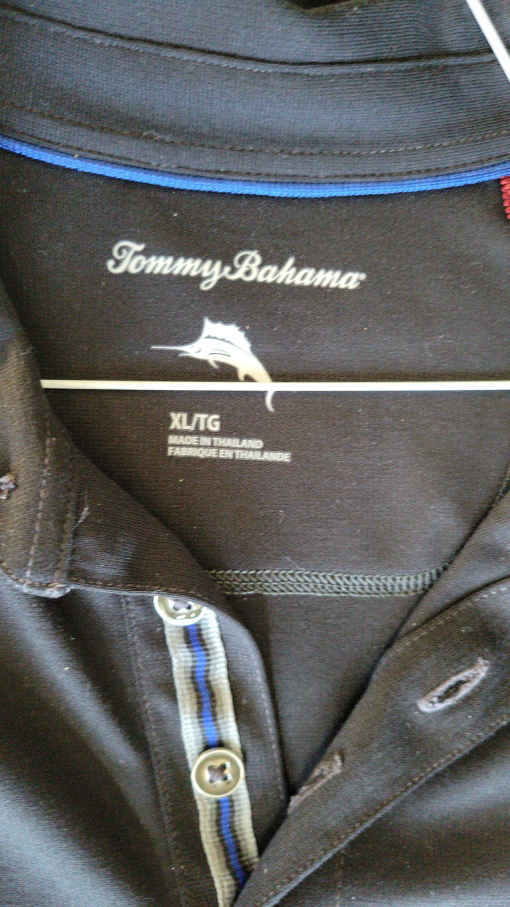 Tommy Bahama
XL/TG
MADE IN THAILAND
FABRIQUE EN THAILANDE